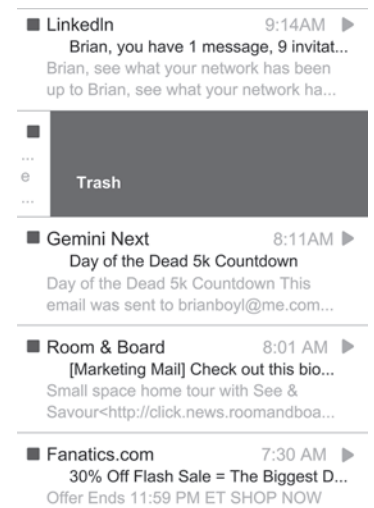 LinkedIn 9:14AM
Brian, you have 1 message, 9 invitat...
Brian, see what your network has been
up to Brian, see what your network ha...
...
e
...
Trash
Gemini Next 8:11AM
Day of the Dead 5k Countdown
Day of the Dead 5k Countdown This
email was sent to brianboyl@me.com...
Room & Board 8:01 AM
[Marketing Mail] Check out this bio...
Small space home tour with See &
Savour<http://click.news.roomandboa...
Fanatics.com 7:30 AM
30% Off Flash Sale = The Biggest D...
Offer Ends 11:59 PM ET SHOP NOW